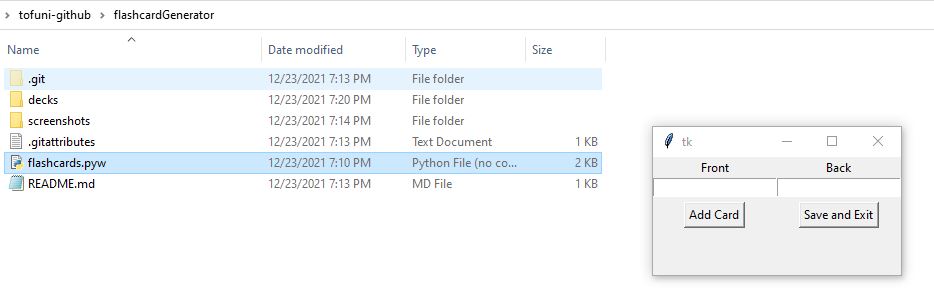 > tofuni-github > flashcardGenerator
Name Date modified Type Size
.git 12/23/2021 7:13 PM File folder
decks 12/23/2021 7:20 PM File folder
screenshots 12/23/2021 7:14 PM File folder
.gitattributes 12/23/2021 7:13 PM Text Document 1 KB
flashcards.pyw 12/23/2021 7:10 PM Python File (no co... 2 KB
README.md 12/23/2021 7:13 PM MD File 1 KB
tk
Front Back
Add Card Save and Exit